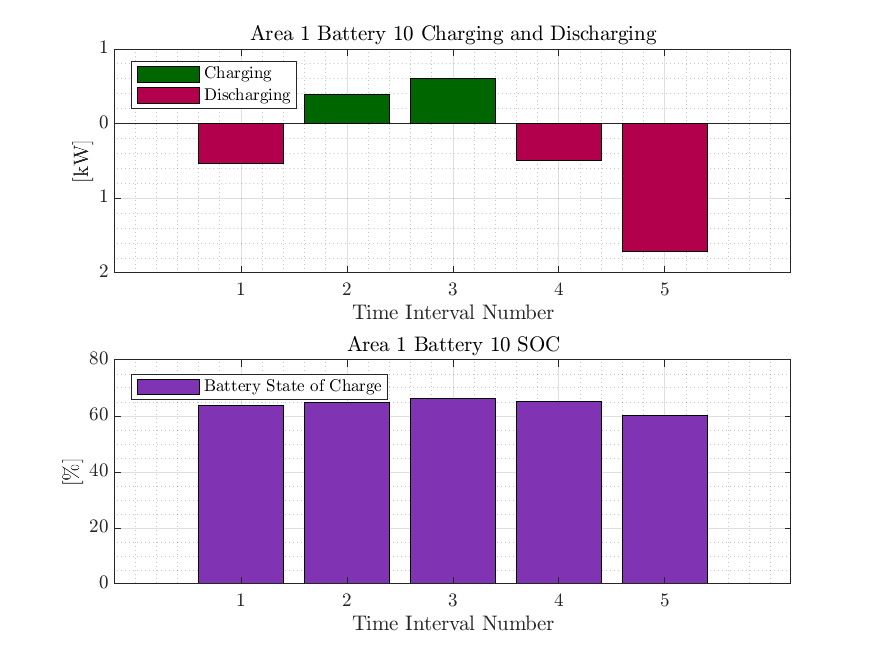 Area 1 Battery 10 Charging and Discharging
1
Charging
Discharging
0
[kW]
1
2
1 2 3 4 5
Time Interval Number
Area 1 Battery 10 SOC
80
Battery State of Charge
60
[%]
40
20
0
1 2 3 4 5
Time Interval Number